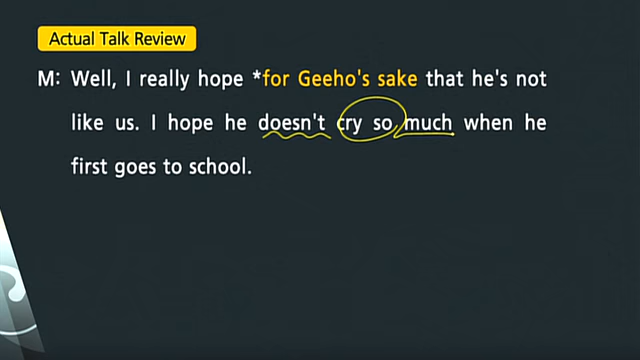 Actual Talk Review
M: Well, I really hope *for Geeho's sake that he's not
like us. I hope he doesn't cry so much when he
first goes to school.